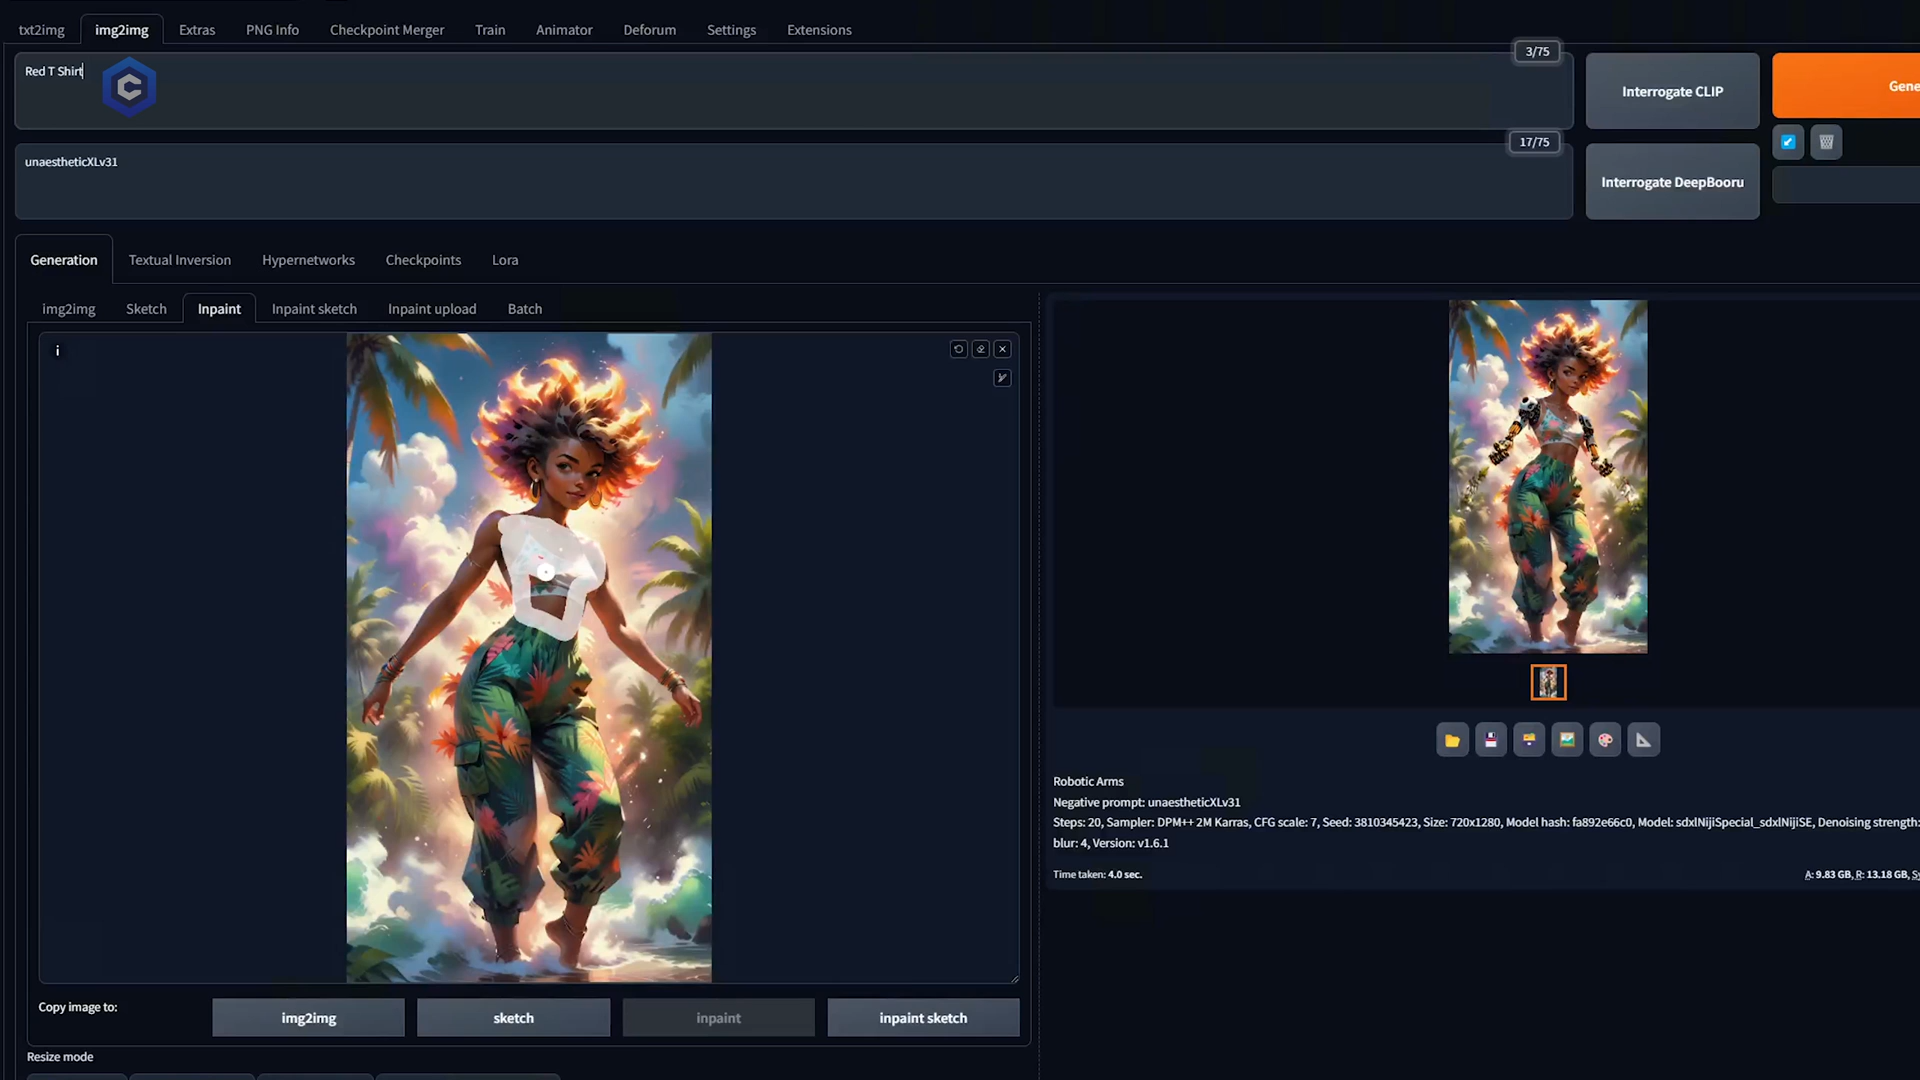 txt2img img2img Extras PNG Info Checkpoint Merger Train Animator Deforum Settings Extensions
3/75
Red T Shirt
C
Interrogate CLIP
Gene
17/75
unaestheticXLv31
Interrogate DeepBooru
Generation Textual Inversion Hypernetworks Checkpoints Lora
img2img Sketch Inpaint Inpaint sketch Inpaint upload Batch
i
Robotic Arms
Negative prompt: unaestheticXLv31
Steps: 20, Sampler: DPM++ 2M Karras, CFG scale: 7, Seed: 3810345423, Size: 720x1280, Model hash: fa892e66c0, Model: sdxlNijiSpecial_sdxlNijiSE, Denoising strength:
blur: 4, Version: v1.6.1
Time taken: 4.0 sec.
A: 9.83 GB, R: 13.18 GB, Sy
Copy image to:
img2img sketch inpaint inpaint sketch
Resize mode